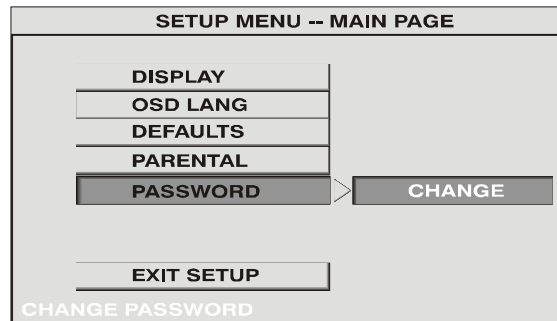 SETUP MENU -- MAIN PAGE
DISPLAY
OSD LANG
DEFAULTS
PARENTAL
PASSWORD CHANGE
EXIT SETUP
CHANGE PASSWORD